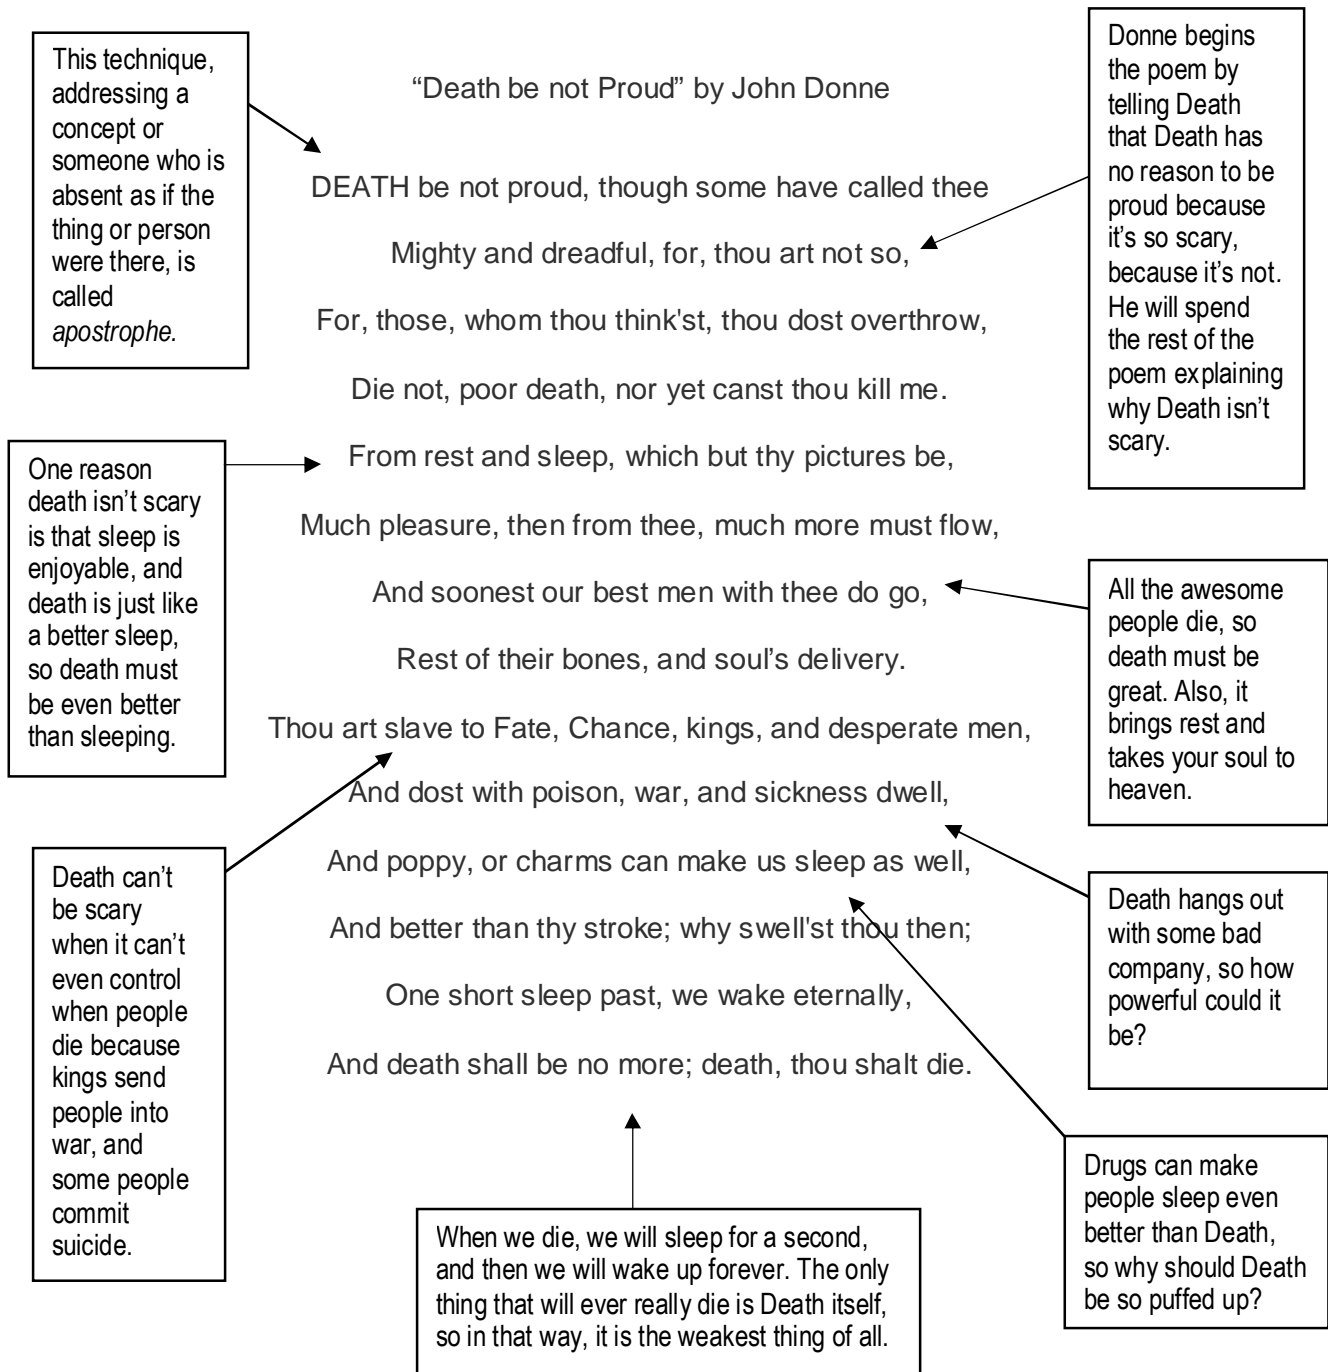 This technique,
addressing a
concept or
someone who is
absent as if the
thing or person
were there, is
called
apostrophe.
“Death be not Proud” by John Donne
Donne begins
the poem by
telling Death
that Death has
no reason to be
proud because
it’s so scary,
because it’s not.
He will spend
the rest of the
poem explaining
why Death isn’t
scary.
DEATH be not proud, though some have called thee
Mighty and dreadful, for, thou art not so,
For, those, whom thou think'st, thou dost overthrow,
Die not, poor death, nor yet canst thou kill me.
From rest and sleep, which but thy pictures be,
Much pleasure, then from thee, much more must flow,
And soonest our best men with thee do go,
Rest of their bones, and soul’s delivery.
Thou art slave to Fate, Chance, kings, and desperate men,
And dost with poison, war, and sickness dwell,
And poppy, or charms can make us sleep as well,
And better than thy stroke; why swell'st thou then;
One short sleep past, we wake eternally,
And death shall be no more; death, thou shalt die.
One reason
death isn’t scary
is that sleep is
enjoyable, and
death is just like
a better sleep,
so death must
be even better
than sleeping.
All the awesome
people die, so
death must be
great. Also, it
brings rest and
takes your soul to
heaven.
Death can’t
be scary
when it can’t
even control
when people
die because
kings send
people into
war, and
some people
commit
suicide.
Death hangs out
with some bad
company, so how
powerful could it
be?
Drugs can make
people sleep even
better than Death,
so why should Death
be so puffed up?
When we die, we will sleep for a second,
and then we will wake up forever. The only
thing that will ever really die is Death itself,
so in that way, it is the weakest thing of all.